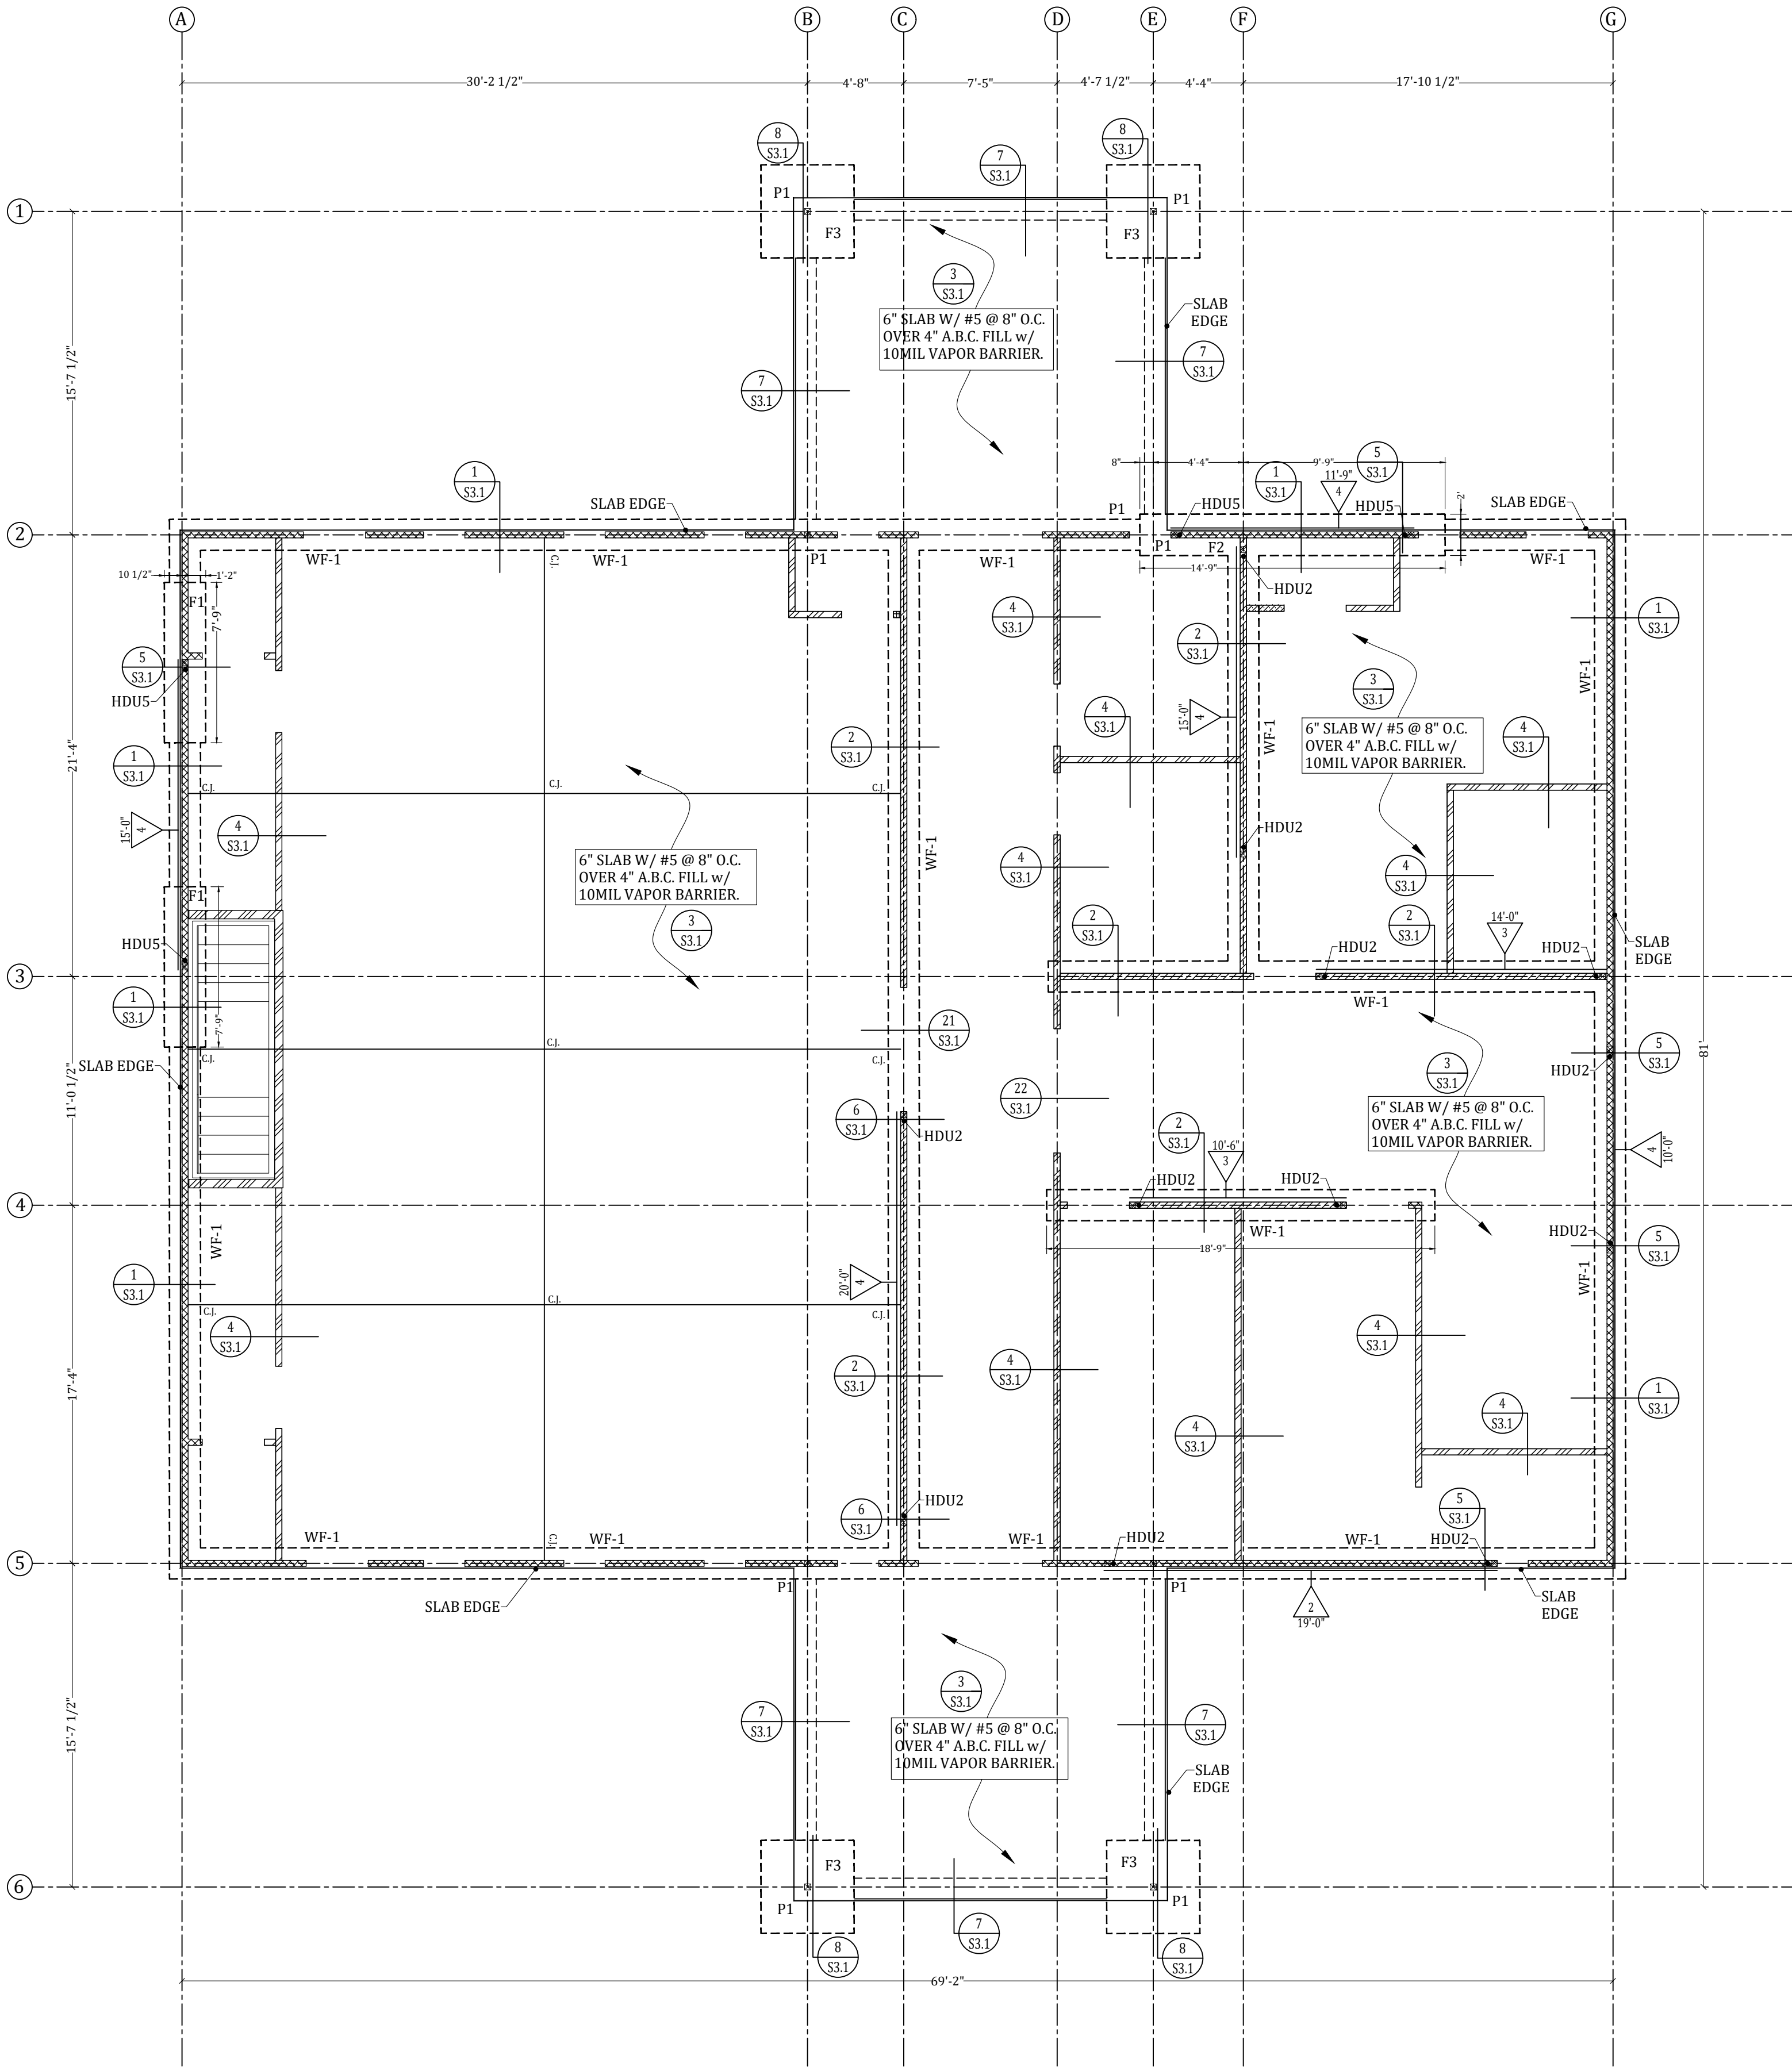 A
B
C
D
E
F
G
30'-2 1/2"
4'-8"
7'-5"
4'-7 1/2"
4'-4"
17'-10 1/2"
8
S3.1
8
S3.1
7
S3.1
P1
P1
1
F3
F3
3
S3.1
SLAB
EDGE
6" SLAB W/ #5 @ 8" O.C.
OVER 4" A.B.C. FILL w/
10MIL VAPOR BARRIER.
15'-7 1/2"
7
S3.1
7
S3.1
1
S3.1
8"
4'-4"
9'-9"
5
S3.1
1
S3.1
11'-9"
4
2'
SLAB EDGE
P1
HDU5
HDU5
SLAB EDGE
2
WF-1
C.J.
WF-1
P1
WF-1
P1
F2
WF-1
14'-9"
10 1/2"
1'-2"
F1
7'-9"
HDU2
4
S3.1
2
S3.1
1
S3.1
5
S3.1
HDU5
WF-1
3
S3.1
15'-0"
4
4
S3.1
WF-1
6" SLAB W/ #5 @ 8" O.C.
OVER 4" A.B.C. FILL w/
10MIL VAPOR BARRIER.
4
S3.1
2
S3.1
1
S3.1
21'-4"
C.J.
C.J.
C.J.
15'-0"
4
4
S3.1
HDU2
WF-1
6" SLAB W/ #5 @ 8" O.C.
OVER 4" A.B.C. FILL w/
10MIL VAPOR BARRIER.
4
S3.1
4
S3.1
F1
3
S3.1
2
S3.1
2
S3.1
14'-0"
3
HDU5
HDU2
HDU2
SLAB
EDGE
3
WF-1
1
S3.1
7'-9"
21
S3.1
C.J.
C.J.
C.J.
SLAB EDGE
81'
5
S3.1
HDU2
3
S3.1
11'-0 1/2"
22
S3.1
6
S3.1
HDU2
6" SLAB W/ #5 @ 8" O.C.
OVER 4" A.B.C. FILL w/
10MIL VAPOR BARRIER.
2
S3.1
10'-6"
3
4
10'-0"
HDU2
HDU2
4
WF-1
WF-1
HDU2
5
S3.1
18'-9"
1
S3.1
20'-0"
4
WF-1
C.J.
C.J.
C.J.
4
S3.1
4
S3.1
17'-4"
2
S3.1
4
S3.1
1
S3.1
4
S3.1
4
S3.1
HDU2
6
S3.1
5
S3.1
WF-1
C.J.
WF-1
WF-1
HDU2
WF-1
HDU2
5
P1
P1
SLAB EDGE
2
19'-0"
SLAB
EDGE
3
S3.1
15'-7 1/2"
7
S3.1
7
S3.1
6" SLAB W/ #5 @ 8" O.C.
OVER 4" A.B.C. FILL w/
10MIL VAPOR BARRIER.
SLAB
EDGE
F3
F3
6
P1
P1
7
S3.1
8
S3.1
8
S3.1
69'-2"